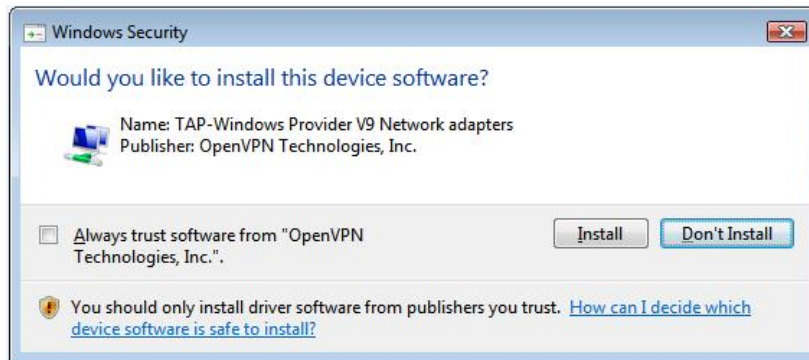 Windows Security
Would you like to install this device software?
Name: TAP-Windows Provider V9 Network adapters
Publisher: OpenVPN Technologies, Inc.
Always trust software from "OpenVPN
Technologies, Inc.".
Install
Don't Install
You should only install driver software from publishers you trust. How can I decide which
device software is safe to install?